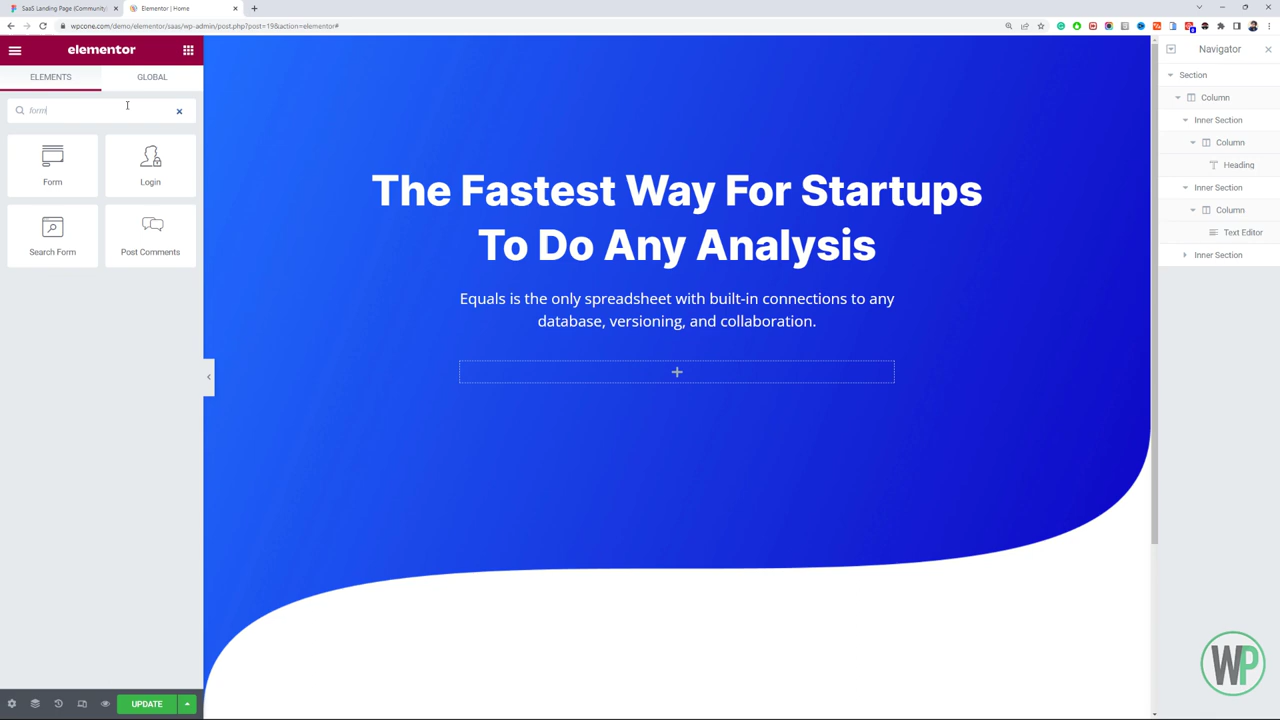 SaaS Landing Page (Community)
Elementor | Home
wpcone.com/demo/elementor/saas/wp-admin/post.php?post=19&action=elementor#
elementor
ELEMENTS
GLOBAL
form
Form
Login
Search Form
Post Comments
UPDATE
The Fastest Way For Startups
To Do Any Analysis
Equals is the only spreadsheet with built-in connections to any
database, versioning, and collaboration.
Navigator
Section
Column
Inner Section
Column
Heading
Inner Section
Column
Text Editor
Inner Section
WP